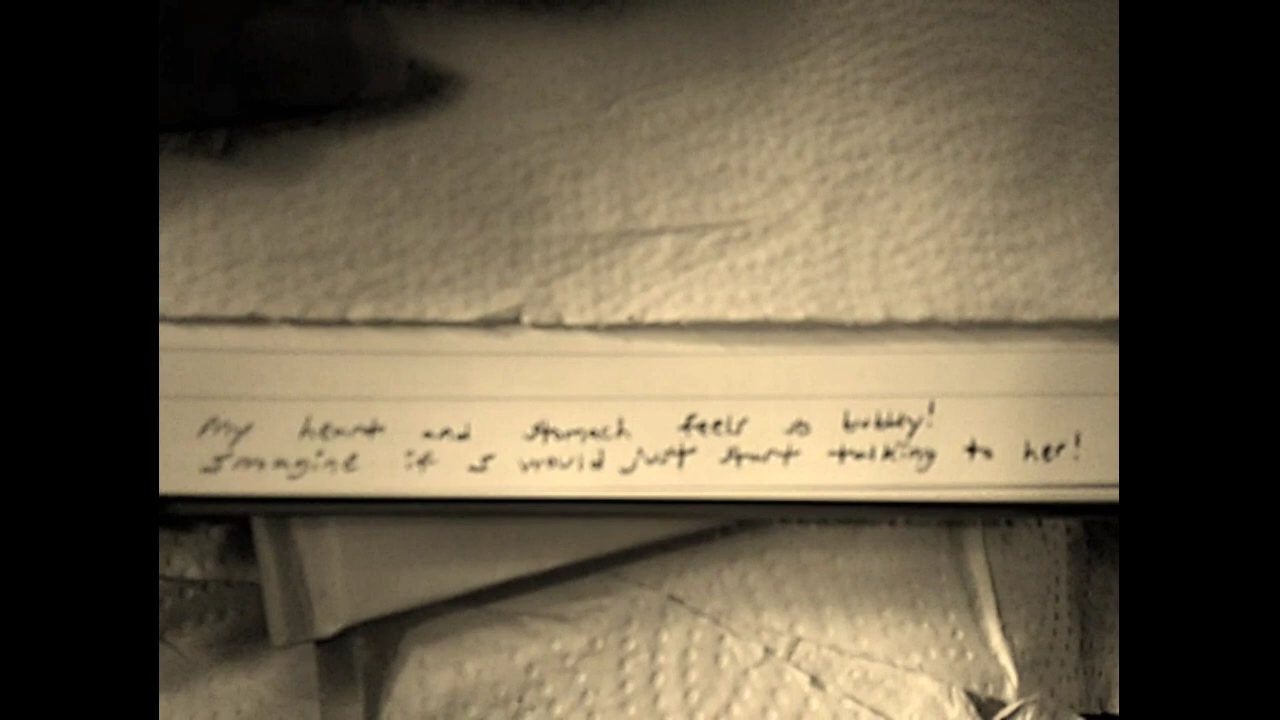 My heart and stomach feels so bubbly!
Imagine if I would just start talking to her!